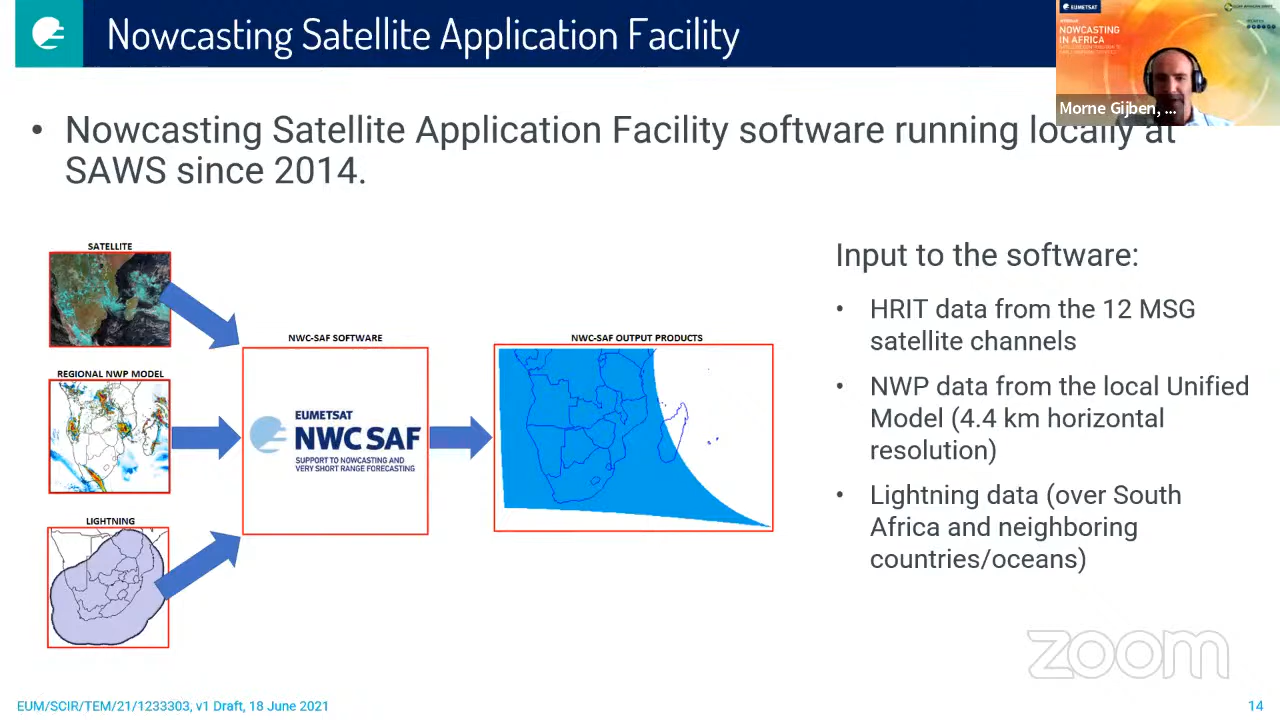 Nowcasting Satellite Application Facility
EUMETSAT
NOWCASTING
IN AFRICA
Morne Gijben, ...
• Nowcasting Satellite Application Facility software running locally at
SAWS since 2014.
SATELLITE
REGIONAL NWP MODEL
LIGHTNING
NWC-SAF SOFTWARE
EUMETSAT
NWC SAF
SUPPORT TO NOWCASTING AND
VERY SHORT RANGE FORECASTING
NWC-SAF OUTPUT PRODUCTS
Input to the software:
• HRIT data from the 12 MSG
satellite channels
• NWP data from the local Unified
Model (4.4 km horizontal
resolution)
• Lightning data (over South
Africa and neighboring
countries/oceans)
zoom
EUM/SCIR/TEM/21/1233303, v1 Draft, 18 June 2021
14